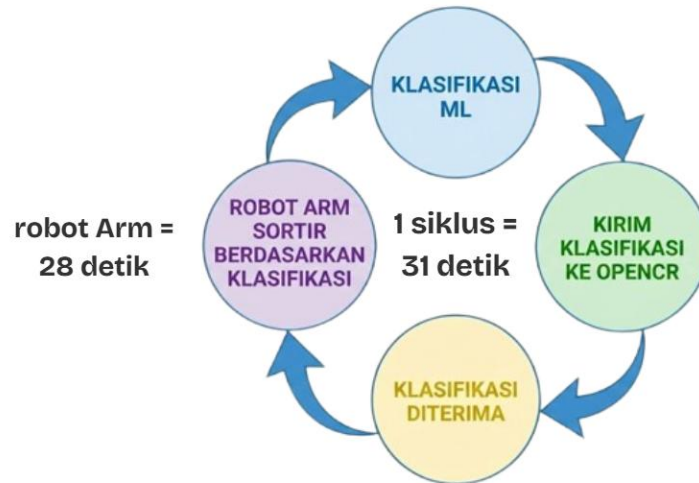 KLASIFIKASI
ML
robot Arm =
28 detik
ROBOT ARM
SORTIR
BERDASARKAN
KLASIFIKASI
1 siklus =
31 detik
KIRIM
KLASIFIKASI
KE OPENCR
KLASIFIKASI
DITERIMA